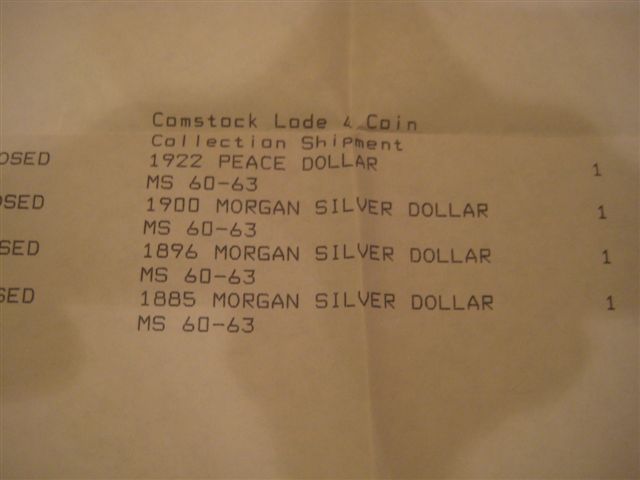 Comstock Lode 4 Coin
Collection Shipment
OSED 1922 PEACE DOLLAR 1
MS 60-63
OSED 1900 MORGAN SILVER DOLLAR 1
MS 60-63
SED 1896 MORGAN SILVER DOLLAR 1
MS 60-63
SED 1885 MORGAN SILVER DOLLAR 1
MS 60-63